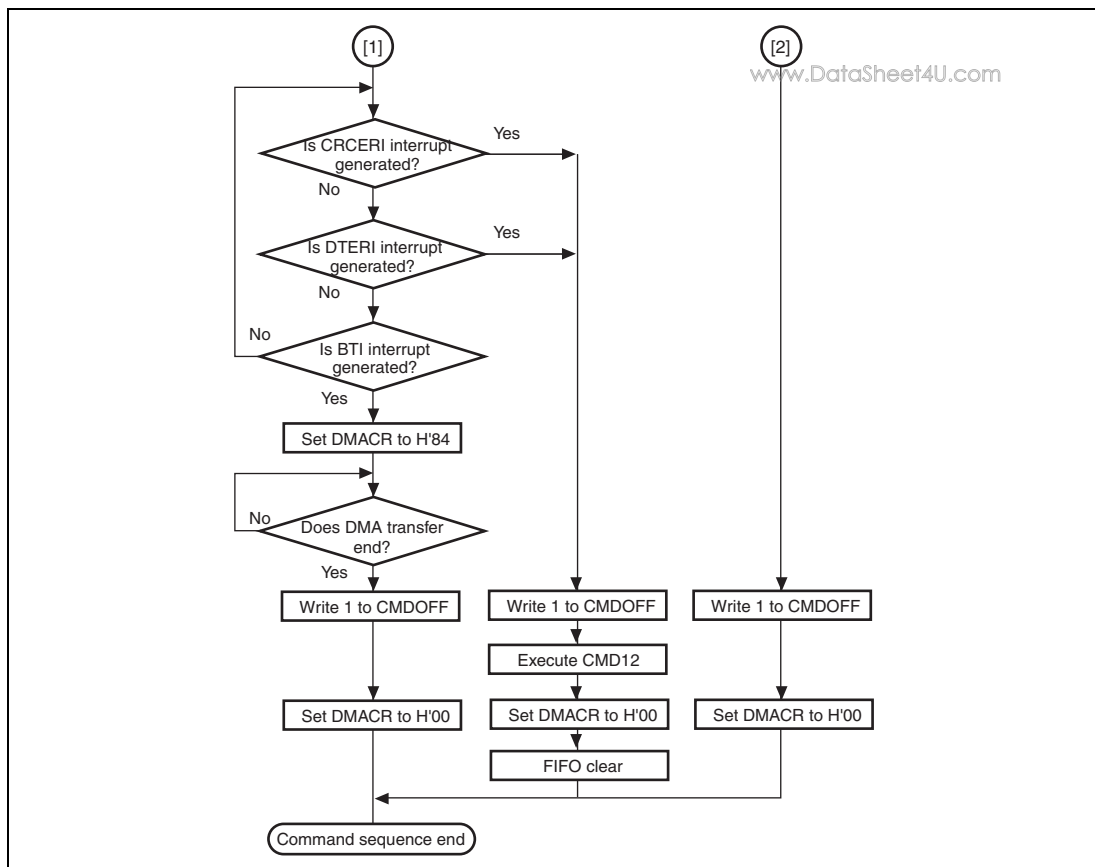 [1]
[2]
www.DataSheet4U.com
Is CRCERI interrupt
generated?
Yes
No
Is DTERI interrupt
generated?
Yes
No
No
Is BTI interrupt
generated?
Yes
Set DMACR to H'84
No
Does DMA transfer
end?
Yes
Write 1 to CMDOFF
Write 1 to CMDOFF
Write 1 to CMDOFF
Execute CMD12
Set DMACR to H'00
Set DMACR to H'00
Set DMACR to H'00
FIFO clear
Command sequence end